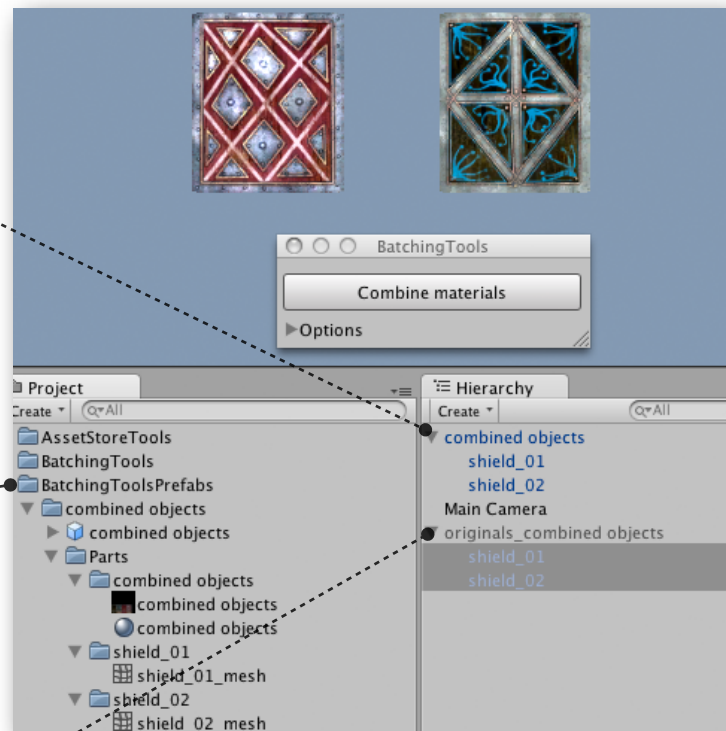 BatchingTools
Combine materials
Options
Project
Create
All
AssetStoreTools
BatchingTools
BatchingToolsPrefabs
combined objects
combined objects
Parts
combined objects
combined objects
combined objects
shield_01
shield_01_mesh
shield_02
shield_02_mesh
Hierarchy
Create
All
combined objects
shield_01
shield_02
Main Camera
originals_combined objects
shield_01
shield_02